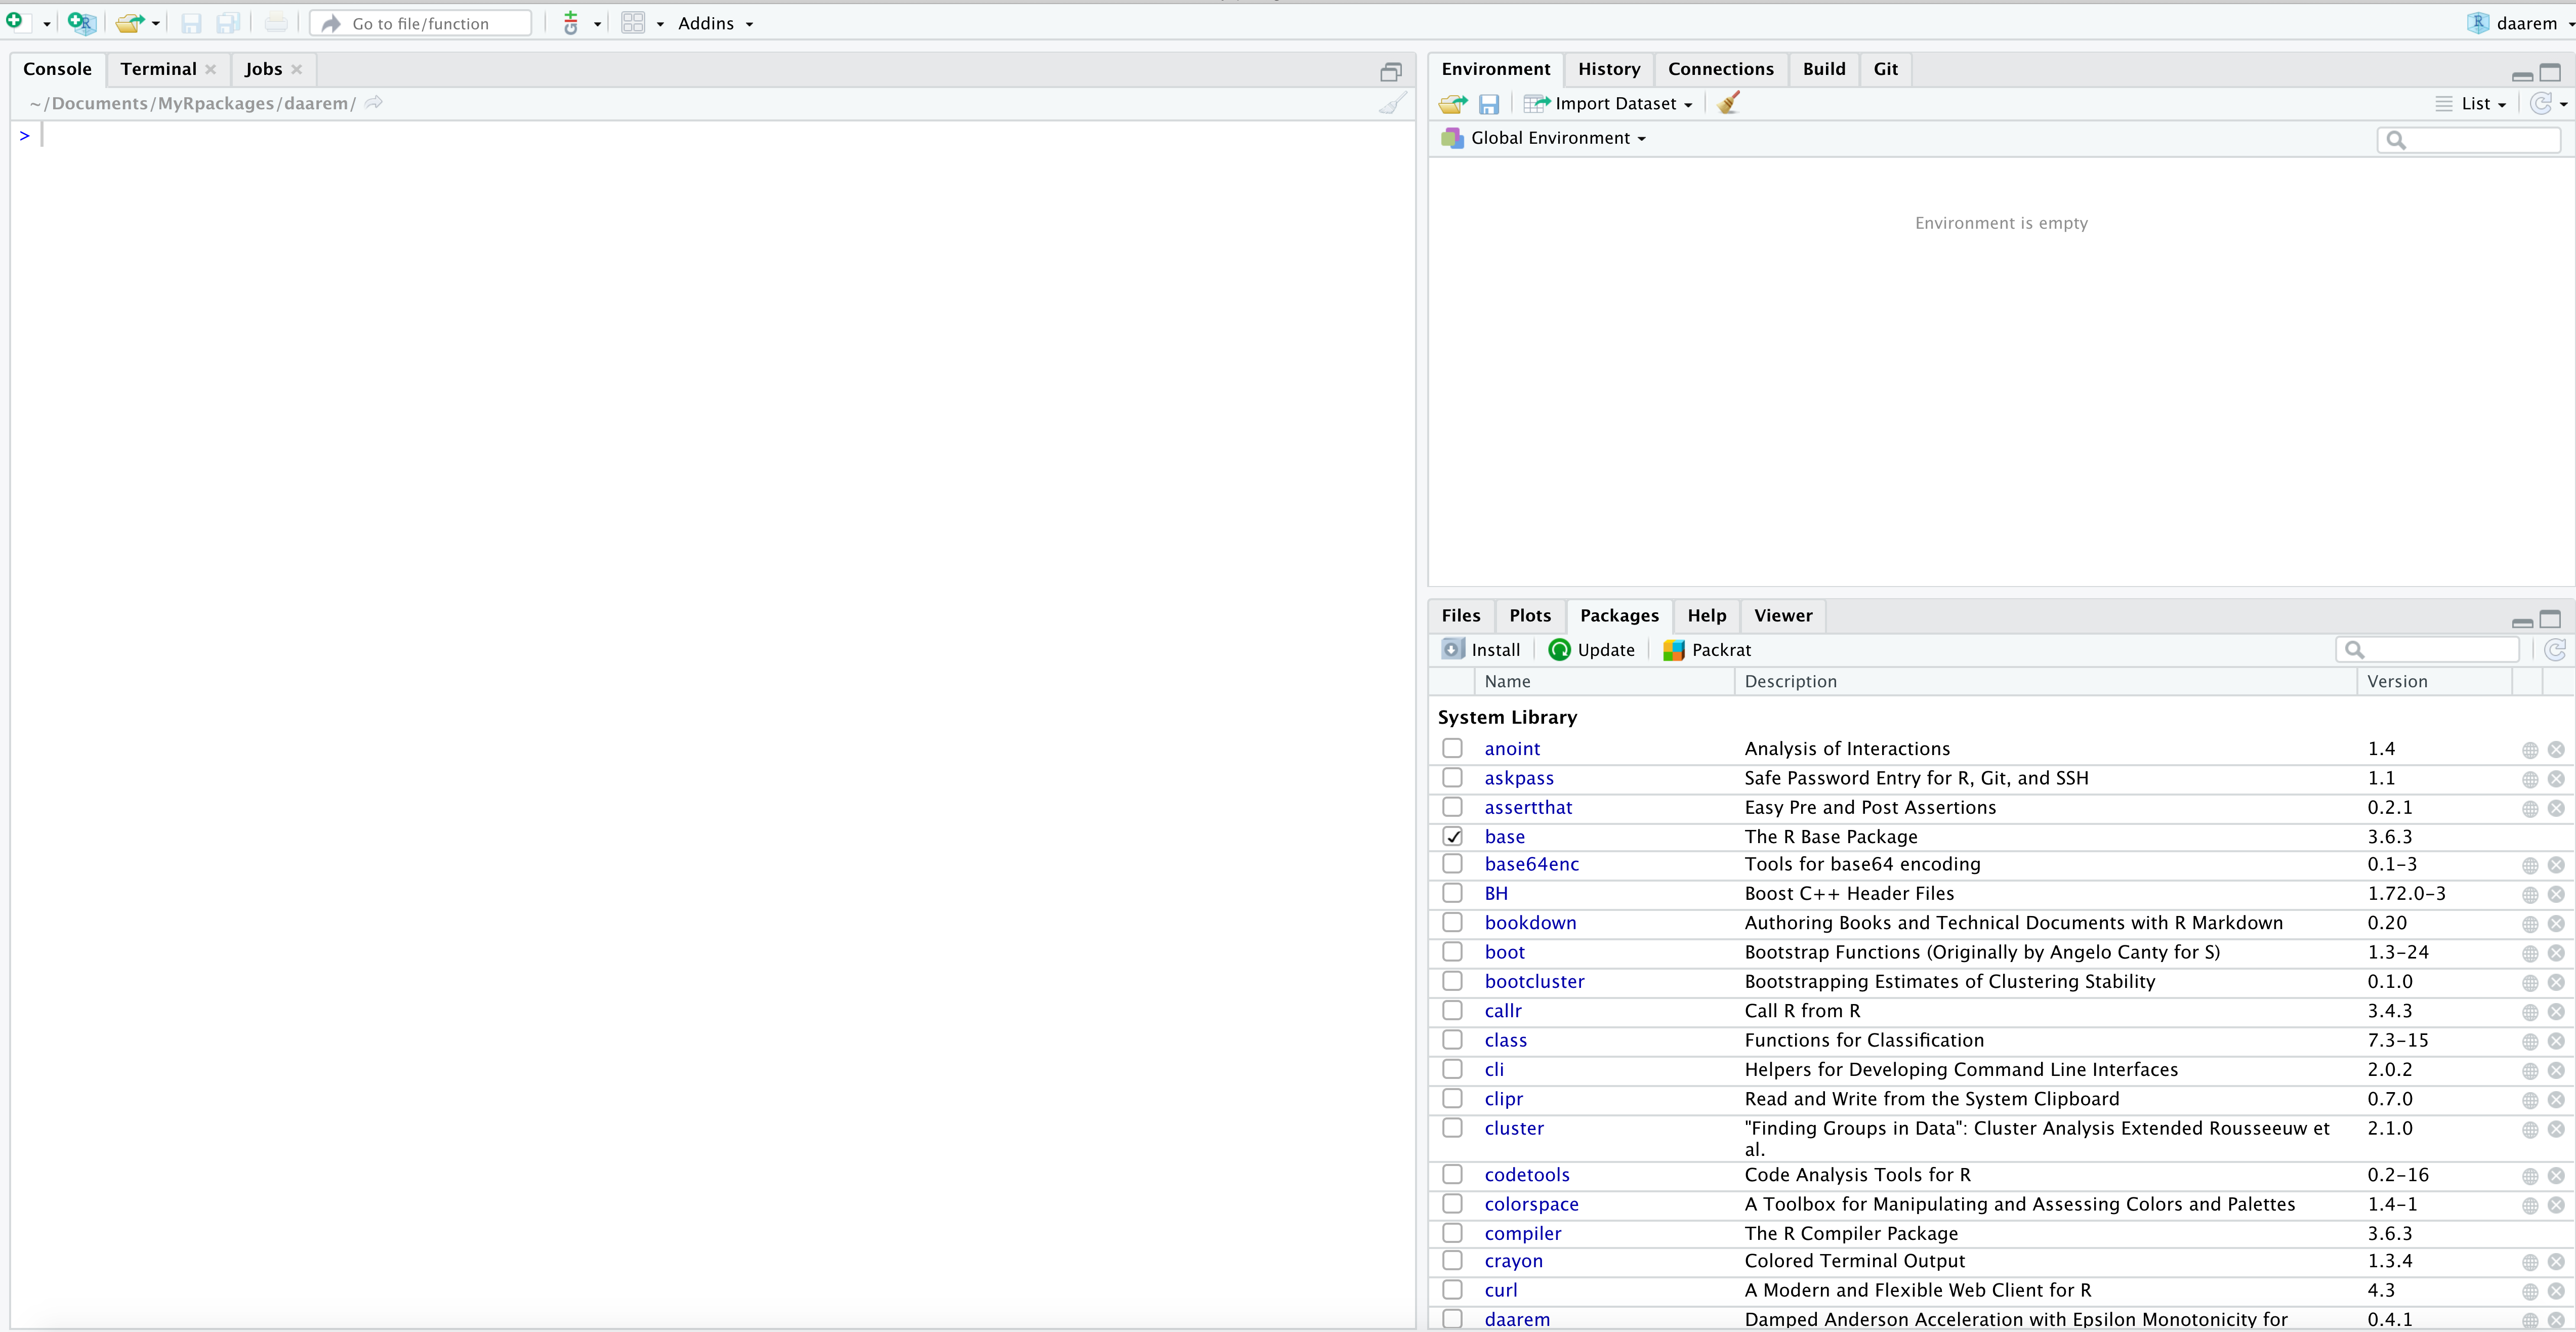 Go to file/function
Addins
daarem
Console Terminal Jobs
~/Documents/MyRpackages/daarem/
>
Environment History Connections Build Git
Import Dataset List
Global Environment
Environment is empty
Files Plots Packages Help Viewer
Install Update Packrat
Name Description Version
System Library
anoint Analysis of Interactions 1.4
askpass Safe Password Entry for R, Git, and SSH 1.1
assertthat Easy Pre and Post Assertions 0.2.1
base The R Base Package 3.6.3
base64enc Tools for base64 encoding 0.1-3
BH Boost C++ Header Files 1.72.0-3
bookdown Authoring Books and Technical Documents with R Markdown 0.20
boot Bootstrap Functions (Originally by Angelo Canty for S) 1.3-24
bootcluster Bootstrapping Estimates of Clustering Stability 0.1.0
callr Call R from R 3.4.3
class Functions for Classification 7.3-15
cli Helpers for Developing Command Line Interfaces 2.0.2
clipr Read and Write from the System Clipboard 0.7.0
cluster "Finding Groups in Data": Cluster Analysis Extended Rousseeuw et 2.1.0
al.
codetools Code Analysis Tools for R 0.2-16
colorspace A Toolbox for Manipulating and Assessing Colors and Palettes 1.4-1
compiler The R Compiler Package 3.6.3
crayon Colored Terminal Output 1.3.4
curl A Modern and Flexible Web Client for R 4.3
daarem Damped Anderson Acceleration with Epsilon Monotonicity for 0.4.1